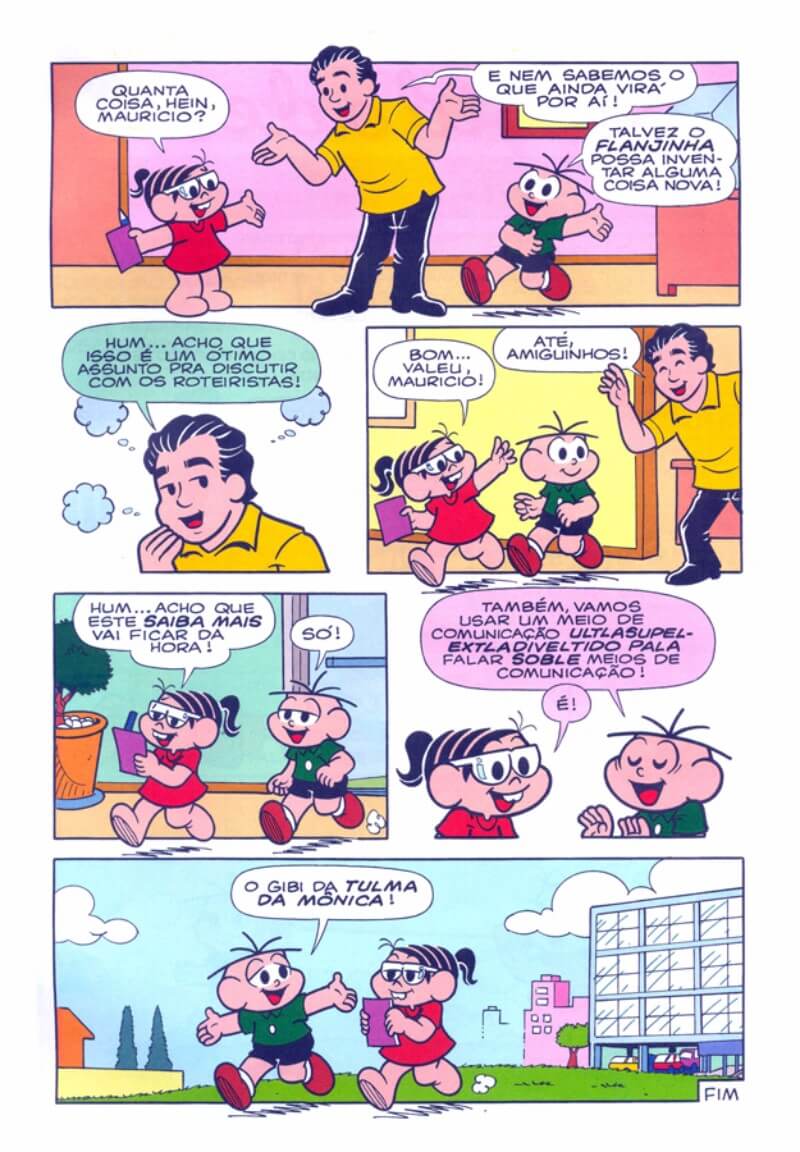 QUANTA
COISA, HEIN,
MAURICIO?
E NEM SABEMOS O
QUE AINDA VIRÁ
POR AÍ!
TALVEZ O
FLANJINHA
POSSA INVEN-
TAR ALGUMA
COISA NOVA!
HUM... ACHO QUE
ISSO É UM ÓTIMO
ASSUNTO PRA DISCUTIR
COM OS ROTEIRISTAS!
BOM...
VALEU,
MAURICIO!
ATÉ,
AMIGUINHOS!
HUM... ACHO QUE
ESTE SAIBA MAIS
VAI FICAR DA
HORA!
SÓ!
TAMBÉM, VAMOS
USAR UM MEIO DE
COMUNICAÇÃO ULTLASUPEL-
EXTLADIVELTIDO PALA
FALAR SOBLE MEIOS DE
COMUNICAÇÃO!
É!
O GIBI DA TULMA
DA MÔNICA!
FIM